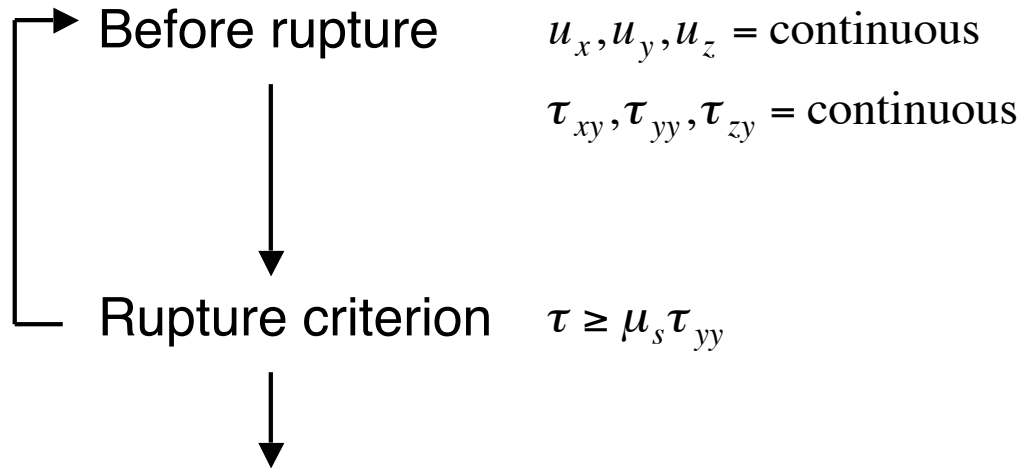 Before rupture u_x, u_y, u_z = continuous
τ_xy, τ_yy, τ_zy = continuous
Rupture criterion τ ≥ μ_s τ_yy